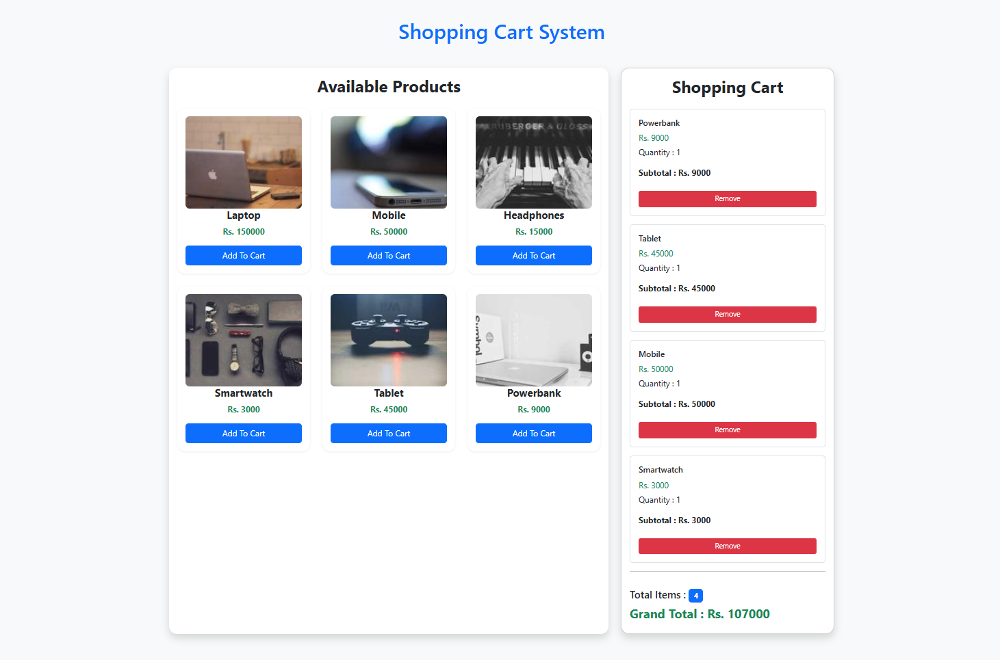 Shopping Cart System
Available Products
KRUBERGER & GLOSS
Laptop
Rs. 150000
Add To Cart
Mobile
Rs. 50000
Add To Cart
Headphones
Rs. 15000
Add To Cart
Symbol
Smartwatch
Rs. 3000
Add To Cart
Tablet
Rs. 45000
Add To Cart
Powerbank
Rs. 9000
Add To Cart
Shopping Cart
Powerbank
Rs. 9000
Quantity : 1
Subtotal : Rs. 9000
Remove
Tablet
Rs. 45000
Quantity : 1
Subtotal : Rs. 45000
Remove
Mobile
Rs. 50000
Quantity : 1
Subtotal : Rs. 50000
Remove
Smartwatch
Rs. 3000
Quantity : 1
Subtotal : Rs. 3000
Remove
Total Items : 4
Grand Total : Rs. 107000